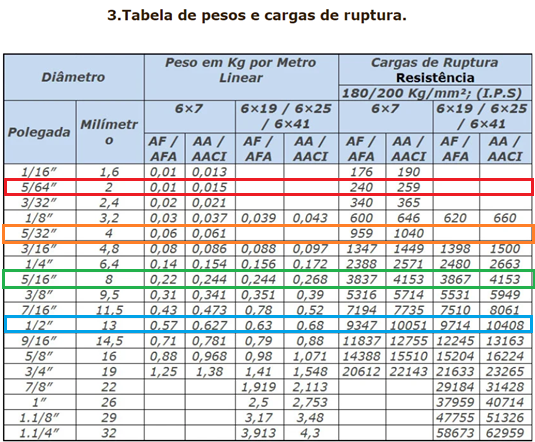 3.Tabela de pesos e cargas de ruptura.
Diâmetro Peso em Kg por Metro Linear Cargas de Ruptura Resistência
180/200 Kg/mm²; (I.P.S)
Polegada Milímetro 6×7 6×19 / 6×25 / 6×41 6×7 6×19 / 6×25 / 6×41
AF / AFA AA / AACI AF / AFA AA / AACI AF / AFA AA / AACI AF / AFA AA / AACI
1/16″ 1,6 0,01 0,013 176 190
5/64″ 2 0,01 0,015 240 259
3/32″ 2,4 0,02 0,021 340 365
1/8″ 3,2 0,03 0,037 0,039 0,043 600 646 620 660
5/32″ 4 0,06 0,061 959 1040
3/16″ 4,8 0,08 0,086 0,088 0,097 1347 1449 1398 1500
1/4″ 6,4 0,14 0,154 0,156 0,172 2388 2571 2480 2663
5/16″ 8 0,22 0,244 0,244 0,268 3837 4153 3867 4153
3/8″ 9,5 0,31 0,341 0,351 0,39 5316 5714 5531 5949
7/16″ 11,5 0,43 0,473 0,78 0,52 7194 7735 7510 8061
1/2″ 13 0,57 0,627 0,63 0,68 9347 10051 9714 10408
9/16″ 14,5 0,71 0,781 0,79 0,88 11837 12755 12245 13163
5/8″ 16 0,88 0,968 0,98 1,071 14388 15510 15204 16224
3/4″ 19 1,25 1,38 1,41 1,548 20612 22143 21633 23265
7/8″ 22 1,919 2,113 29184 31428
1″ 26 2,5 2,753 37959 40714
1.1/8″ 29 3,17 3,48 47755 51326
1.1/4″ 32 3,913 4,3 58673 62959